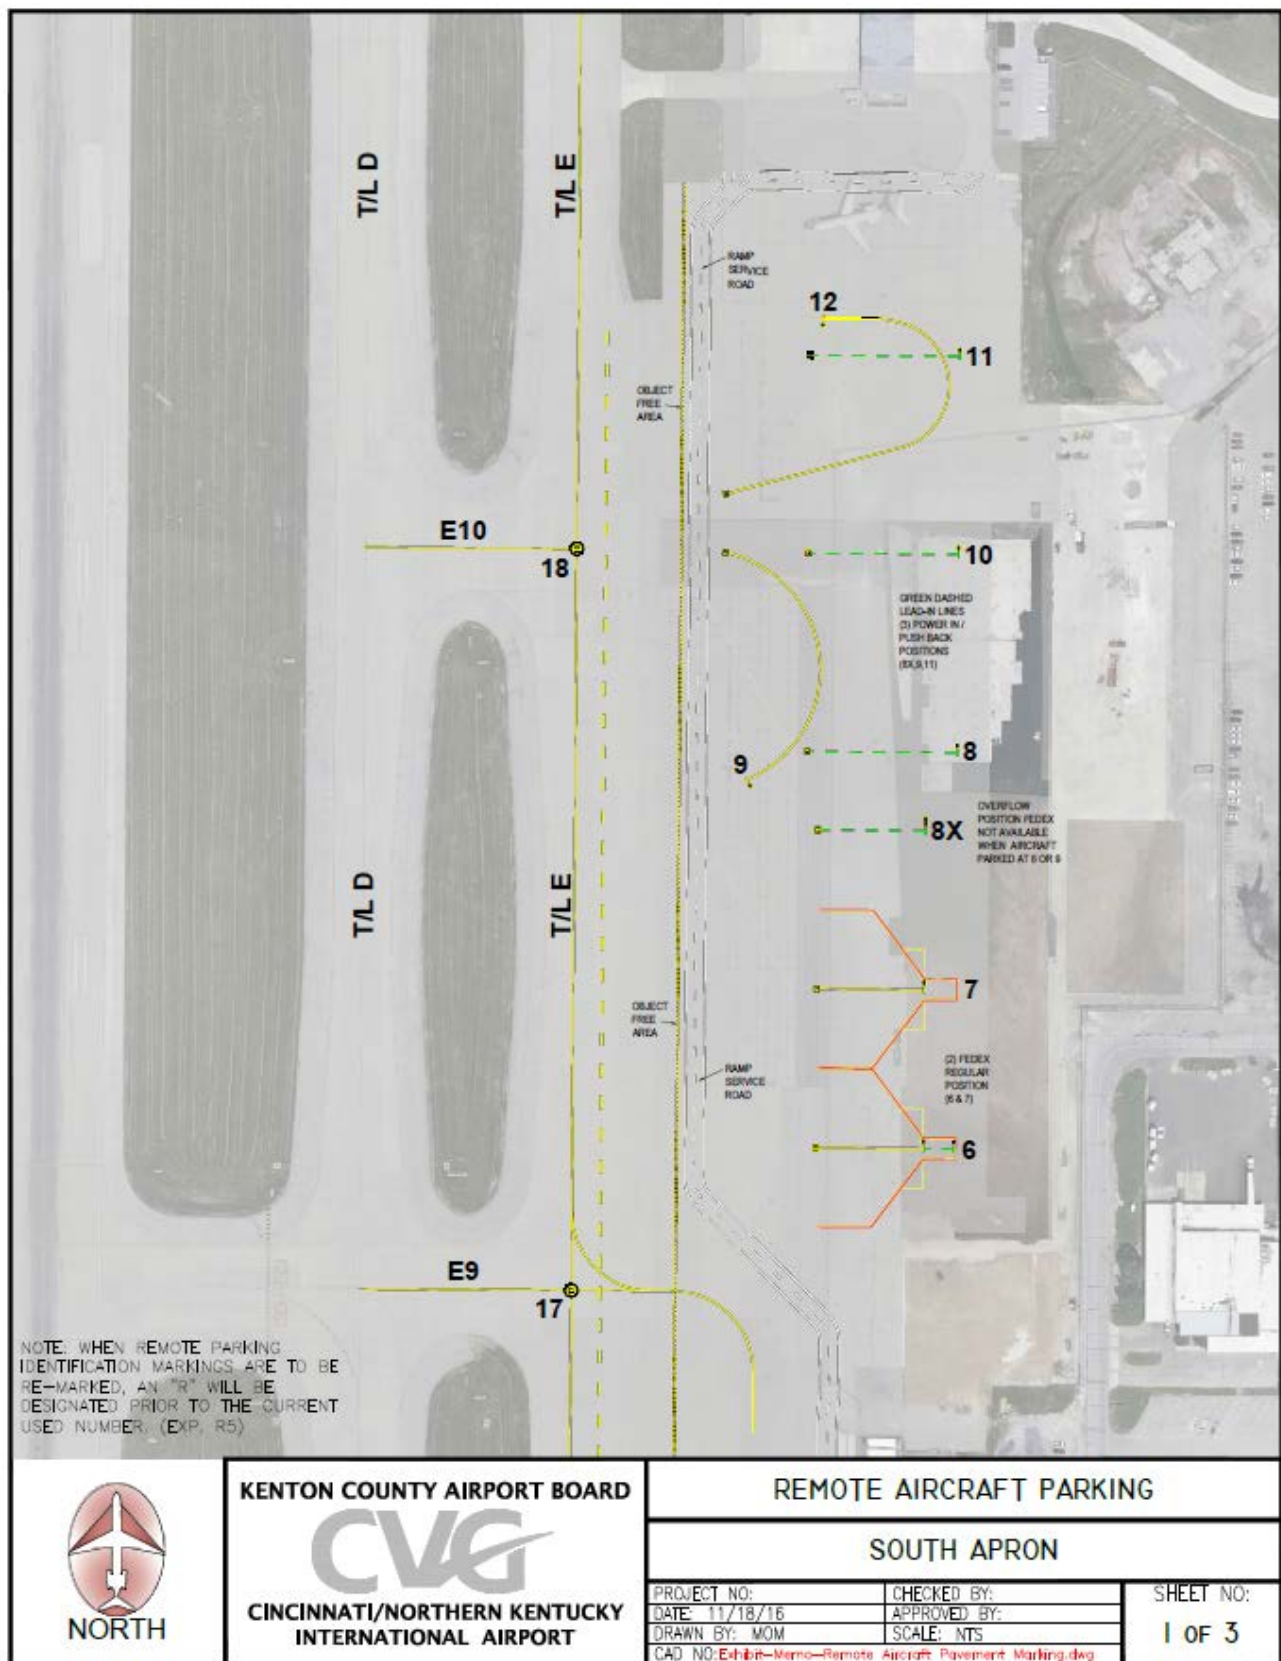 T/L D
T/L E
RAMP
SERVICE
ROAD
12
11
OBJECT
FREE
AREA
E10
18
10
GREEN DASHED
LEAD-IN LINES
(3) POWER IN /
PUSH BACK
POSITIONS
(8X,9,11)
9
8
8X
OVERFLOW
POSITION FEDEX
NOT AVAILABLE
WHEN AIRCRAFT
PARKED AT 8 OR 9
T/L D
T/L E
7
OBJECT
FREE
AREA
RAMP
SERVICE
ROAD
(2) FEDEX
REGULAR
POSITION
(6 & 7)
6
E9
17
NOTE: WHEN REMOTE PARKING
IDENTIFICATION MARKINGS ARE TO BE
RE-MARKED, AN "R" WILL BE
DESIGNATED PRIOR TO THE CURRENT
USED NUMBER. (EXP. R5)
NORTH
KENTON COUNTY AIRPORT BOARD
CVG
CINCINNATI/NORTHERN KENTUCKY
INTERNATIONAL AIRPORT
REMOTE AIRCRAFT PARKING
SOUTH APRON
PROJECT NO:
CHECKED BY:
DATE: 11/18/16
APPROVED BY:
DRAWN BY: MOM
SCALE: NTS
CAD NO: Exhibit-Memo-Remote Aircraft Pavement Marking.dwg
SHEET NO:
1 OF 3